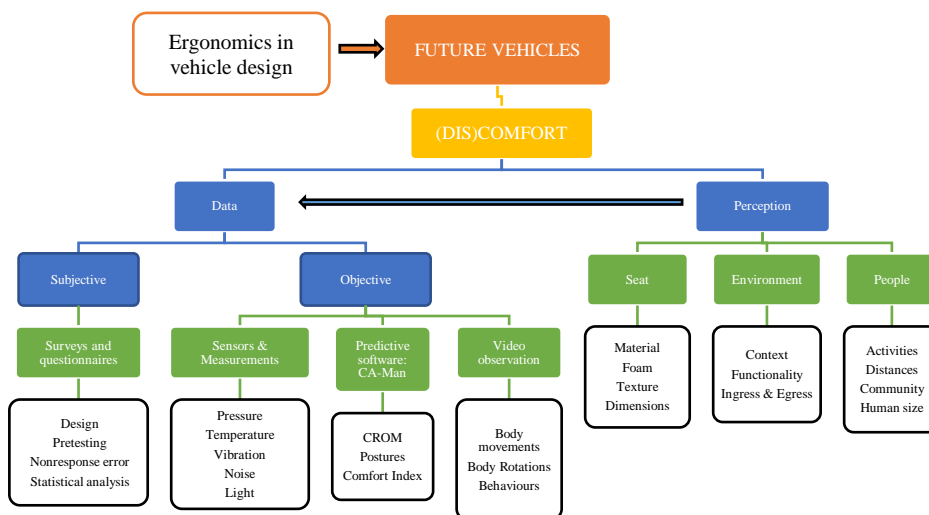 Ergonomics in
vehicle design
FUTURE VEHICLES
(DIS)COMFORT
Data
Perception
Subjective
Objective
Seat
Environment
People
Surveys and
questionnaires
Sensors &
Measurements
Predictive
software:
CA-Man
Video
observation
Material
Foam
Texture
Dimensions
Context
Functionality
Ingress & Egress
Activities
Distances
Community
Human size
Design
Pretesting
Nonresponse error
Statistical analysis
Pressure
Temperature
Vibration
Noise
Light
CROM
Postures
Comfort Index
Body
movements
Body Rotations
Behaviours